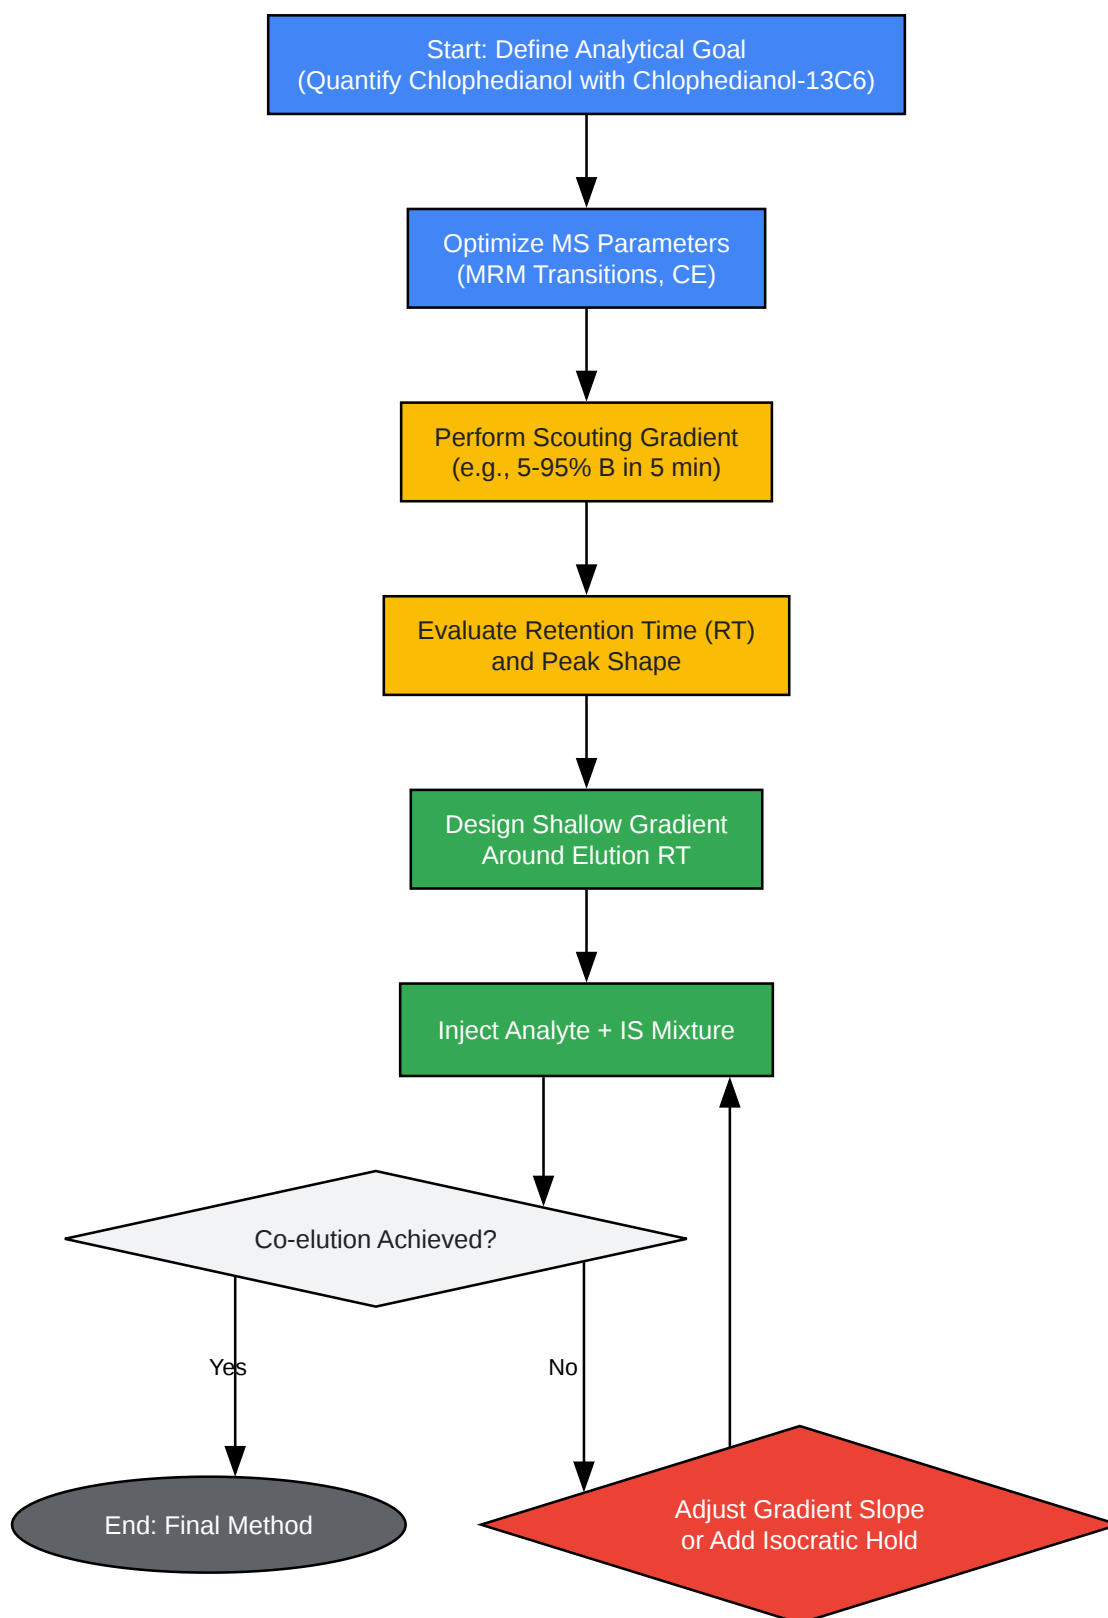 Start: Define Analytical Goal
(Quantify Chlophedianol with Chlophedianol-13C6)
Optimize MS Parameters
(MRM Transitions, CE)
Perform Scouting Gradient
(e.g., 5-95% B in 5 min)
Evaluate Retention Time (RT)
and Peak Shape
Design Shallow Gradient
Around Elution RT
Inject Analyte + IS Mixture
Co-elution Achieved?
Yes
No
End: Final Method
Adjust Gradient Slope
or Add Isocratic Hold